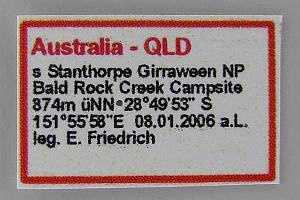 Australia - QLD
s Stanthorpe Girraween NP
Bald Rock Creek Campsite
874m üNN•28°49'53" S
151°55'58"E 08.01.2006 a.L.
leg. E. Friedrich